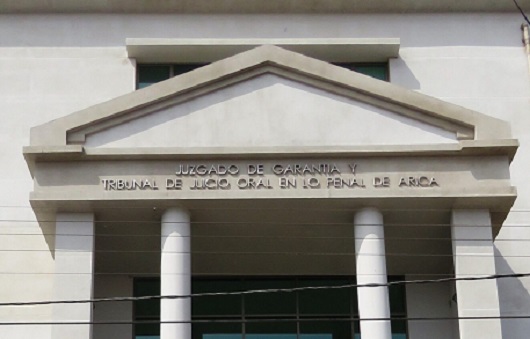 JUZGADO DE GARANTIA Y
TRIBUNAL DE JUICIO ORAL EN LO PENAL DE ARICA